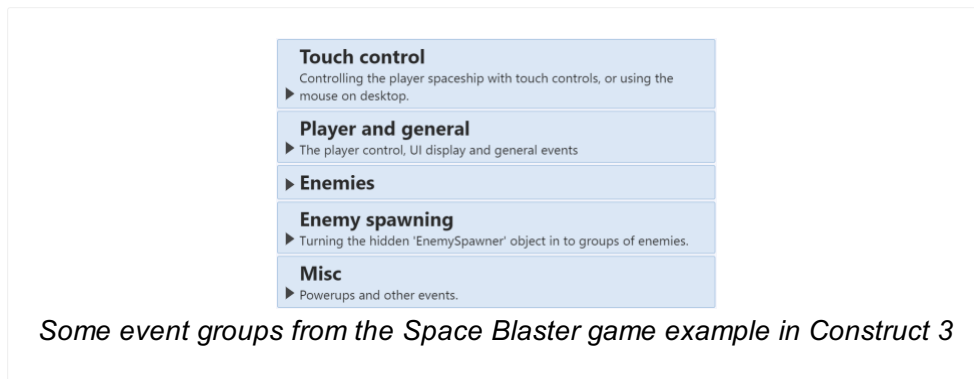 Touch control
Controlling the player spaceship with touch controls, or using the
mouse on desktop.
Player and general
The player control, UI display and general events
Enemies
Enemy spawning
Turning the hidden 'EnemySpawner' object in to groups of enemies.
Misc
Powerups and other events.
Some event groups from the Space Blaster game example in Construct 3